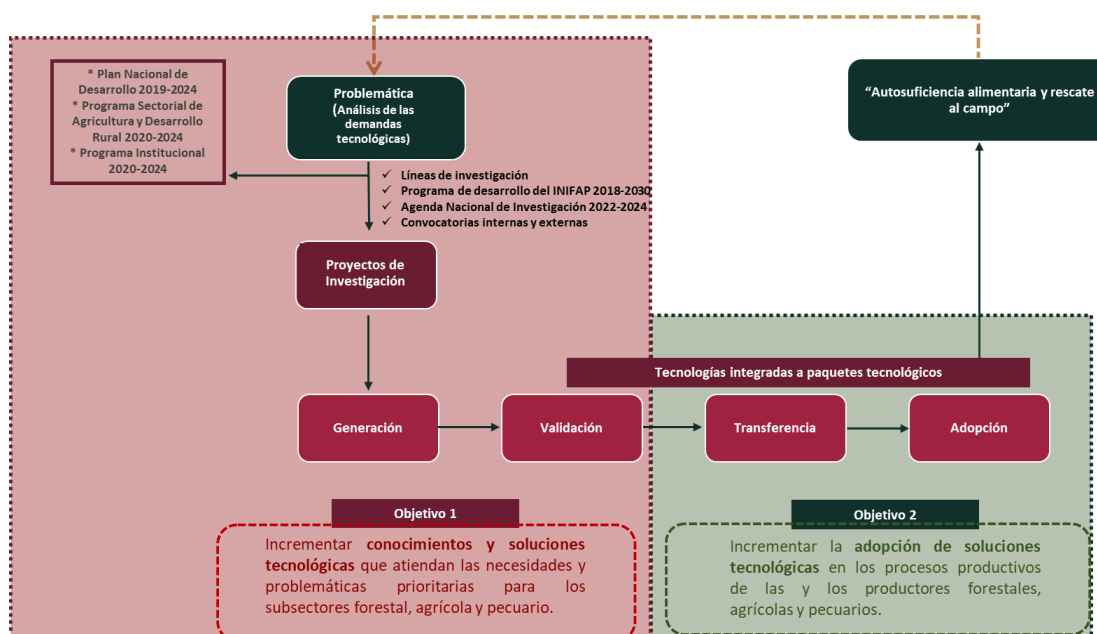 * Plan Nacional de
Desarrollo 2019-2024
* Programa Sectorial de
Agricultura y Desarrollo
Rural 2020-2024
* Programa Institucional
2020-2024
Problemática
(Análisis de las
demandas
tecnológicas)
“Autosuficiencia alimentaria y rescate
al campo”
✓ Líneas de investigación
✓ Programa de desarrollo del INIFAP 2018-2030
✓ Agenda Nacional de Investigación 2022-2024
✓ Convocatorias internas y externas
Proyectos de
Investigación
Tecnologías integradas a paquetes tecnológicos
Generación
Validación
Transferencia
Adopción
Objetivo 1
Incrementar conocimientos y soluciones
tecnológicas que atiendan las necesidades y
problemáticas prioritarias para los
subsectores forestal, agrícola y pecuario.
Objetivo 2
Incrementar la adopción de soluciones
tecnológicas en los procesos productivos
de las y los productores forestales,
agrícolas y pecuarios.